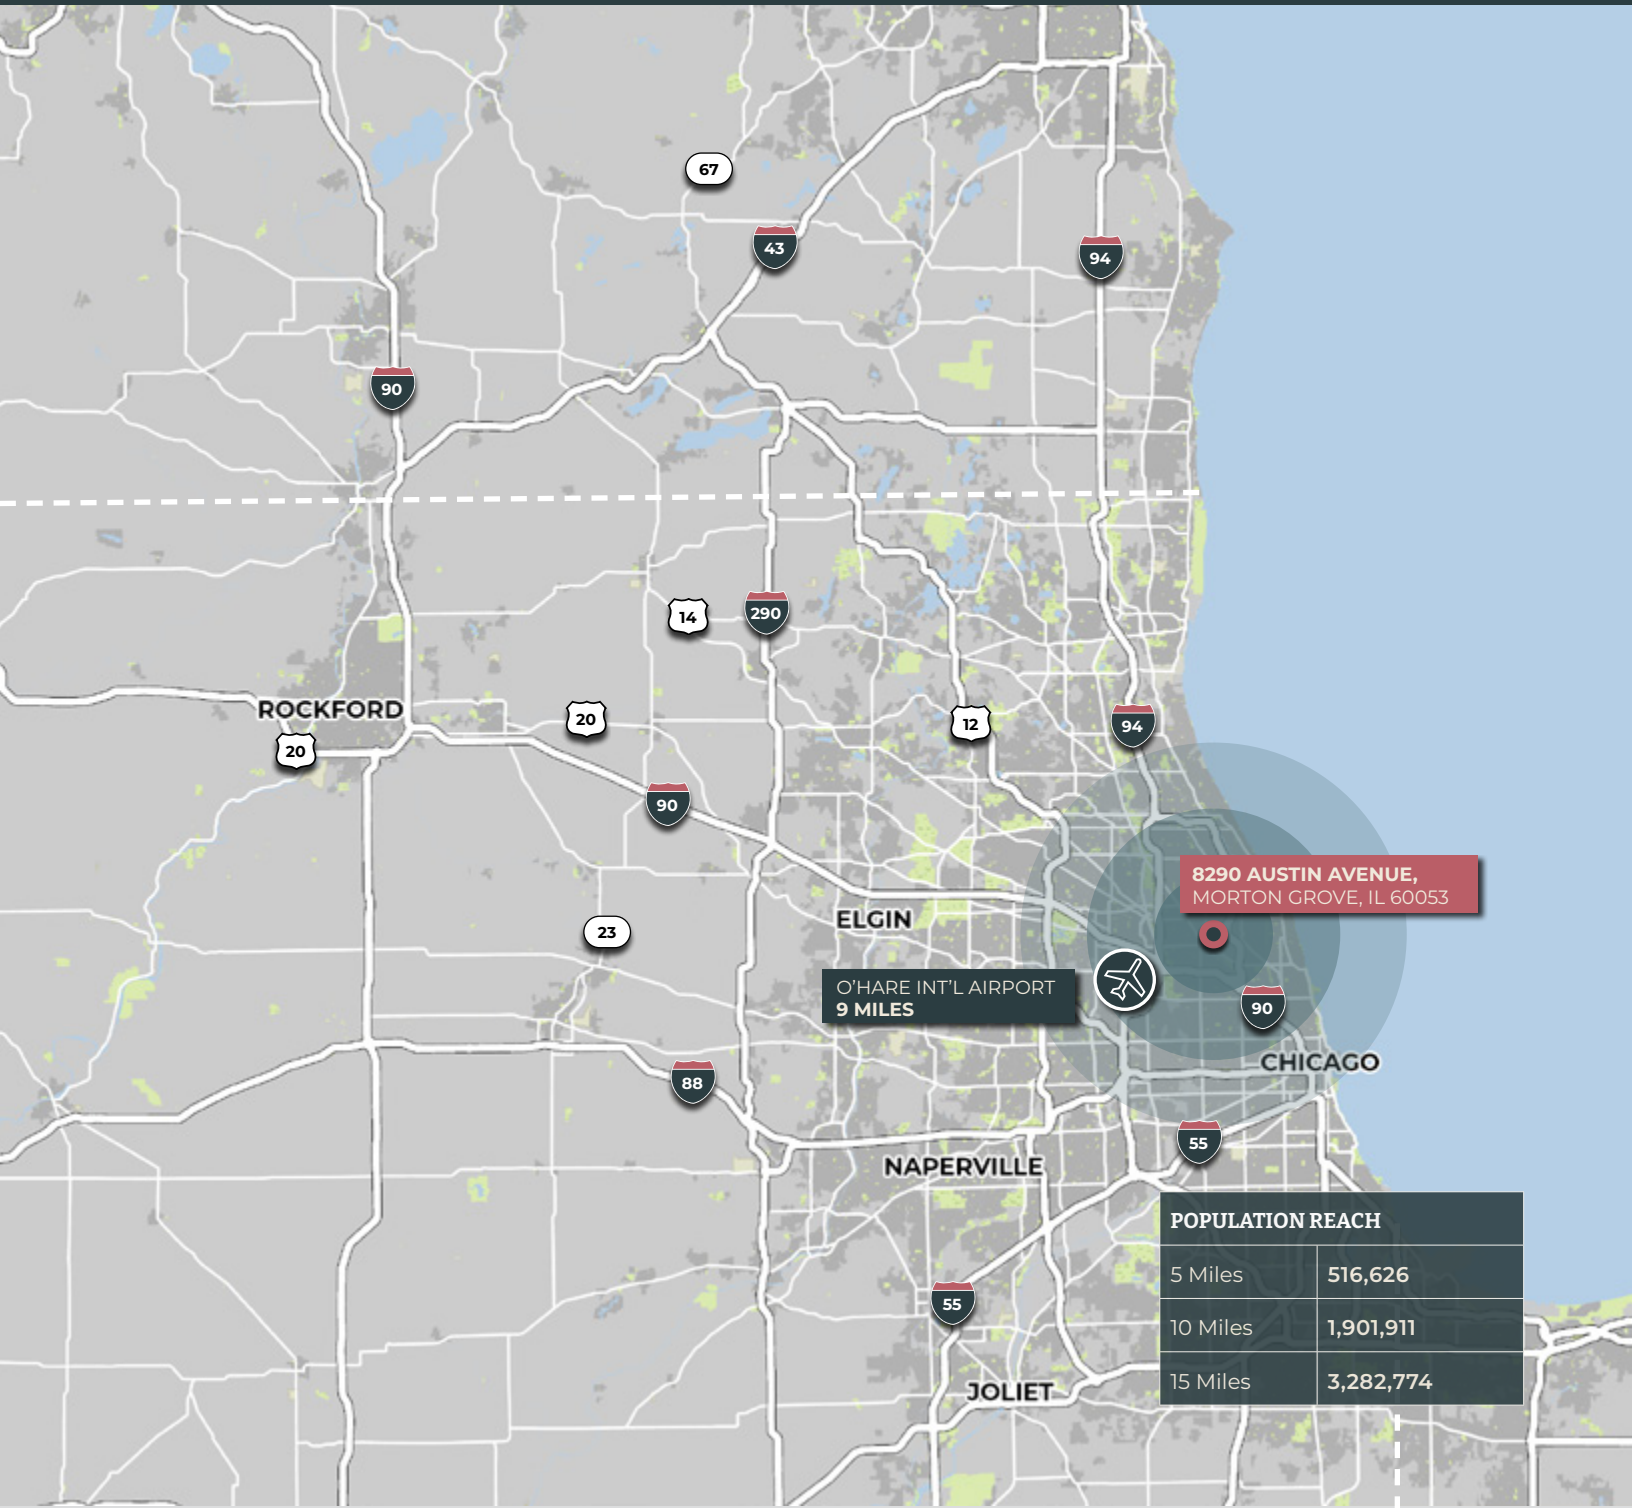 67
43
94
90
14
290
ROCKFORD
20
20
12
94
90
8290 AUSTIN AVENUE,
MORTON GROVE, IL 60053
ELGIN
23
O'HARE INT'L AIRPORT
9 MILES
90
CHICAGO
88
55
NAPERVILLE
POPULATION REACH
5 Miles 516,626
10 Miles 1,901,911
15 Miles 3,282,774
55
JOLIET